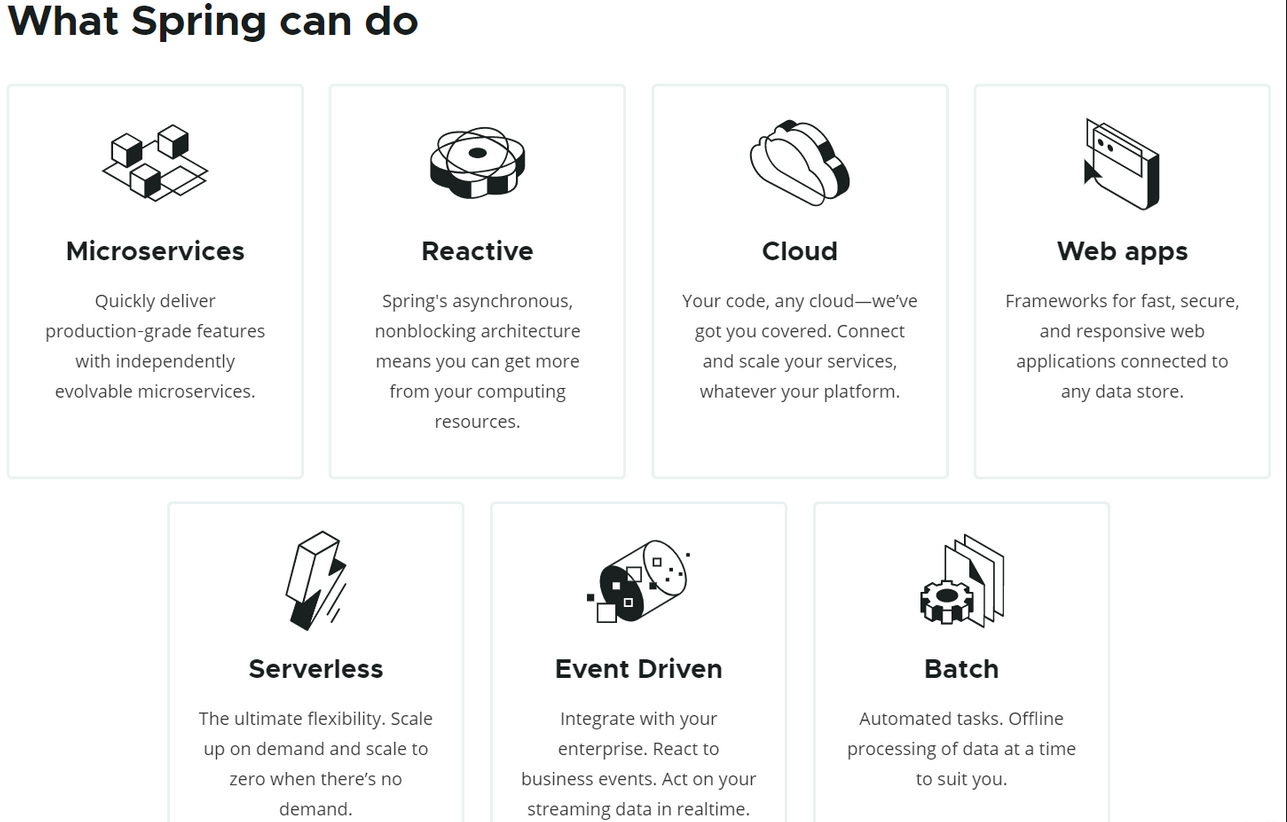 What Spring can do
Microservices
Quickly deliver
production-grade features
with independently
evolvable microservices.
Reactive
Spring's asynchronous,
nonblocking architecture
means you can get more
from your computing
resources.
Cloud
Your code, any cloud—we’ve
got you covered. Connect
and scale your services,
whatever your platform.
Web apps
Frameworks for fast, secure,
and responsive web
applications connected to
any data store.
Serverless
The ultimate flexibility. Scale
up on demand and scale to
zero when there’s no
demand.
Event Driven
Integrate with your
enterprise. React to
business events. Act on your
streaming data in realtime.
Batch
Automated tasks. Offline
processing of data at a time
to suit you.